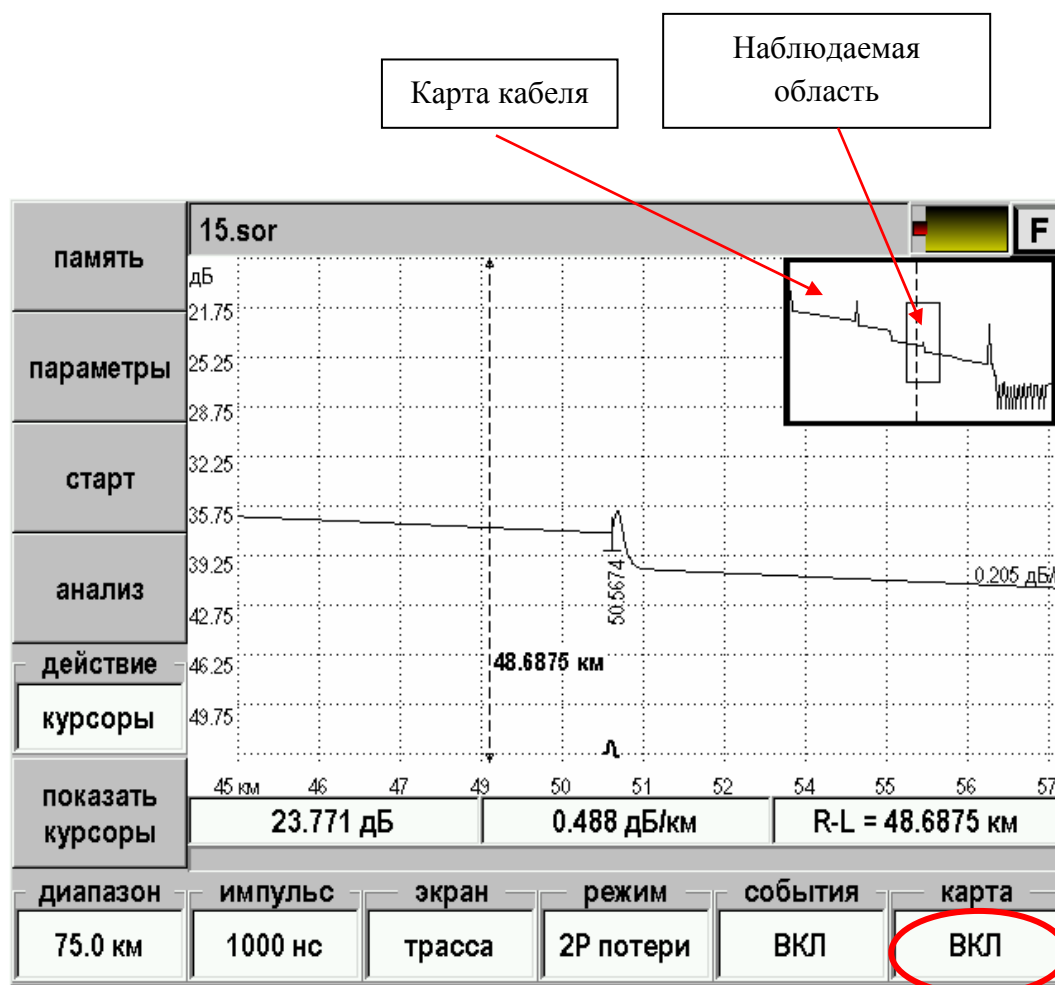 Наблюдаемая
область
Карта кабеля
15.sor
F
память
параметры
старт
анализ
действие
курсоры
показать
курсоры
дБ
21.75
25.25
28.75
32.25
35.75
39.25
42.75
46.25
49.75
50.5674
0.205 дБ/
48.6875 км
45 км 46 47 49 50 51 52 54 55 56 57
23.771 дБ 0.488 дБ/км R-L = 48.6875 км
диапазон импульс экран режим события карта
75.0 км 1000 нс трасса 2Р потери ВКЛ ВКЛ